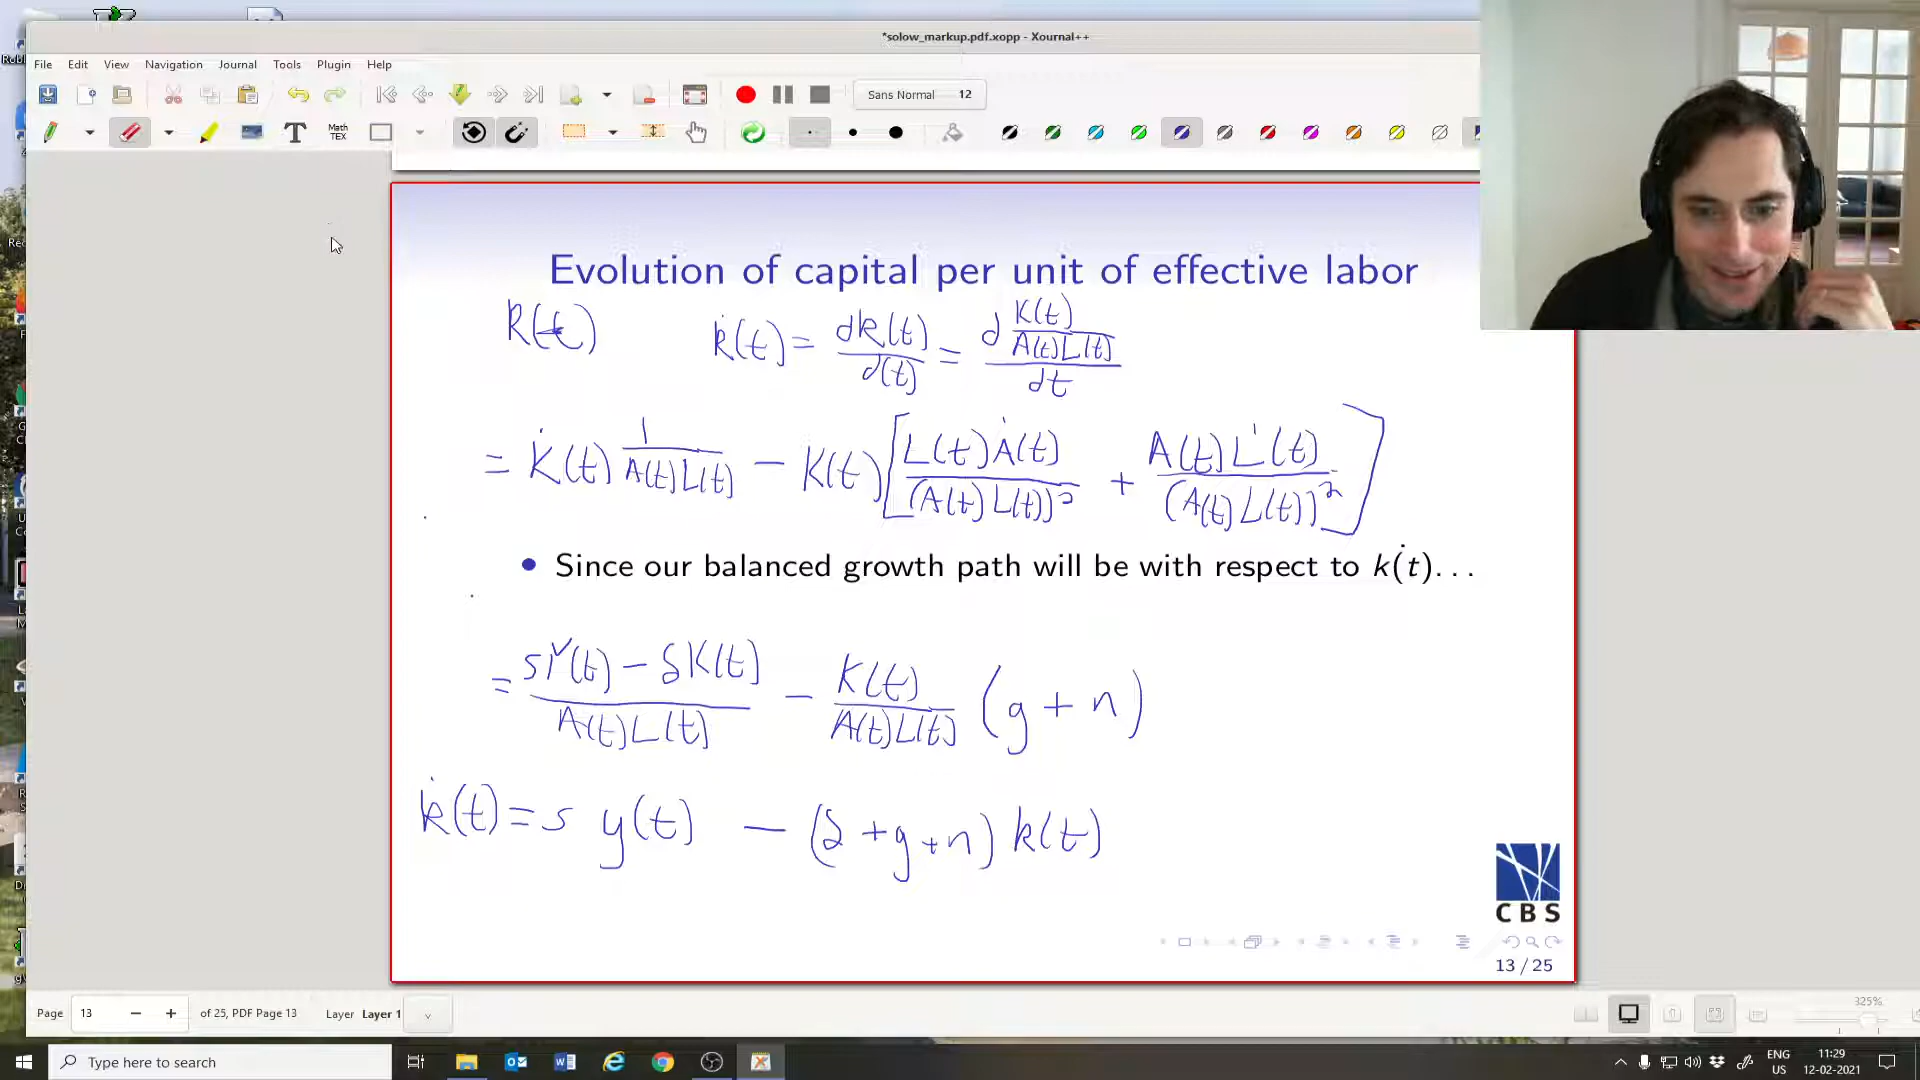 *solow_markup.pdf.xopp - Xournal++
File Edit View Navigation Journal Tools Plugin Help
Sans Normal 12
Math TEX
Evolution of capital per unit of effective labor
k(t)
k̇(t) = dk(t)/d(t) = d K(t)/A(t)L(t) / dt
= K̇(t) 1/A(t)L(t) − K(t) [ L(t)Ȧ(t)/(A(t)L(t))² + A(t)L̇(t)/(A(t)L(t))² ]
• Since our balanced growth path will be with respect to k̇(t)...
= sY(t) − δK(t) / A(t)L(t) − K(t)/A(t)L(t) (g + n)
k̇(t) = s y(t) − (δ + g + n) k(t)
CBS
13 / 25
Page 13 − + of 25, PDF Page 13 Layer Layer 1
325%
Type here to search
ENG US
11:29
12-02-2021